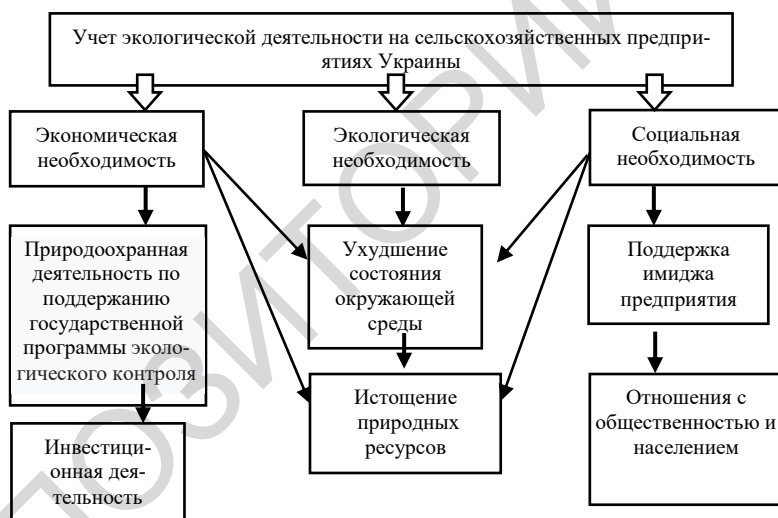 Учет экологической деятельности на сельскохозяйственных предпри-
ятиях Украины
Экономическая
необходимость
Экологическая
необходимость
Социальная
необходимость
Природоохранная
деятельность по
поддержанию
государственной
программы эколо-
гического контроля
Ухудшение
состояния
окружающей
среды
Поддержка
имиджа
предприятия
Истощение
природных
ресурсов
Отношения с
общественностью и
населением
Инвестици-
онная дея-
тельность
ПОЗИТОРИЙ